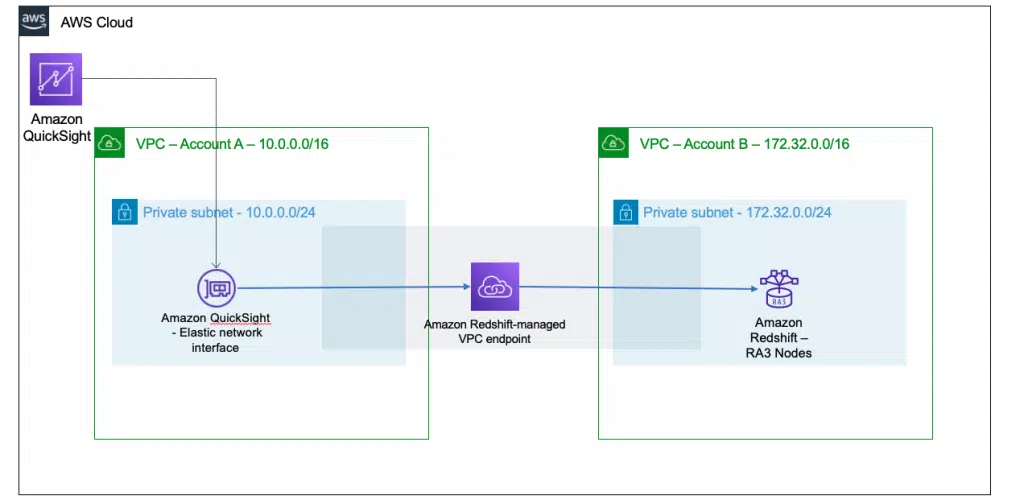 aws
AWS Cloud
Amazon
QuickSight
VPC – Account A – 10.0.0.0/16
VPC – Account B – 172.32.0.0/16
Private subnet - 10.0.0.0/24
Private subnet - 172.32.0.0/24
Amazon QuickSight
- Elastic network
interface
Amazon Redshift-managed
VPC endpoint
RA3
Amazon
Redshift –
RA3 Nodes